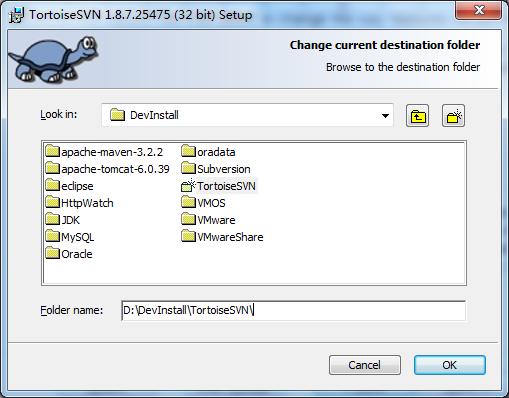 TortoiseSVN 1.8.7.25475 (32 bit) Setup
Change current destination folder
Browse to the destination folder
Look in: DevInstall
apache-maven-3.2.2 oradata
apache-tomcat-6.0.39 Subversion
eclipse TortoiseSVN
HttpWatch VMOS
JDK VMware
MySQL VMwareShare
Oracle
Folder name: D:\DevInstall\TortoiseSVN\
Cancel OK